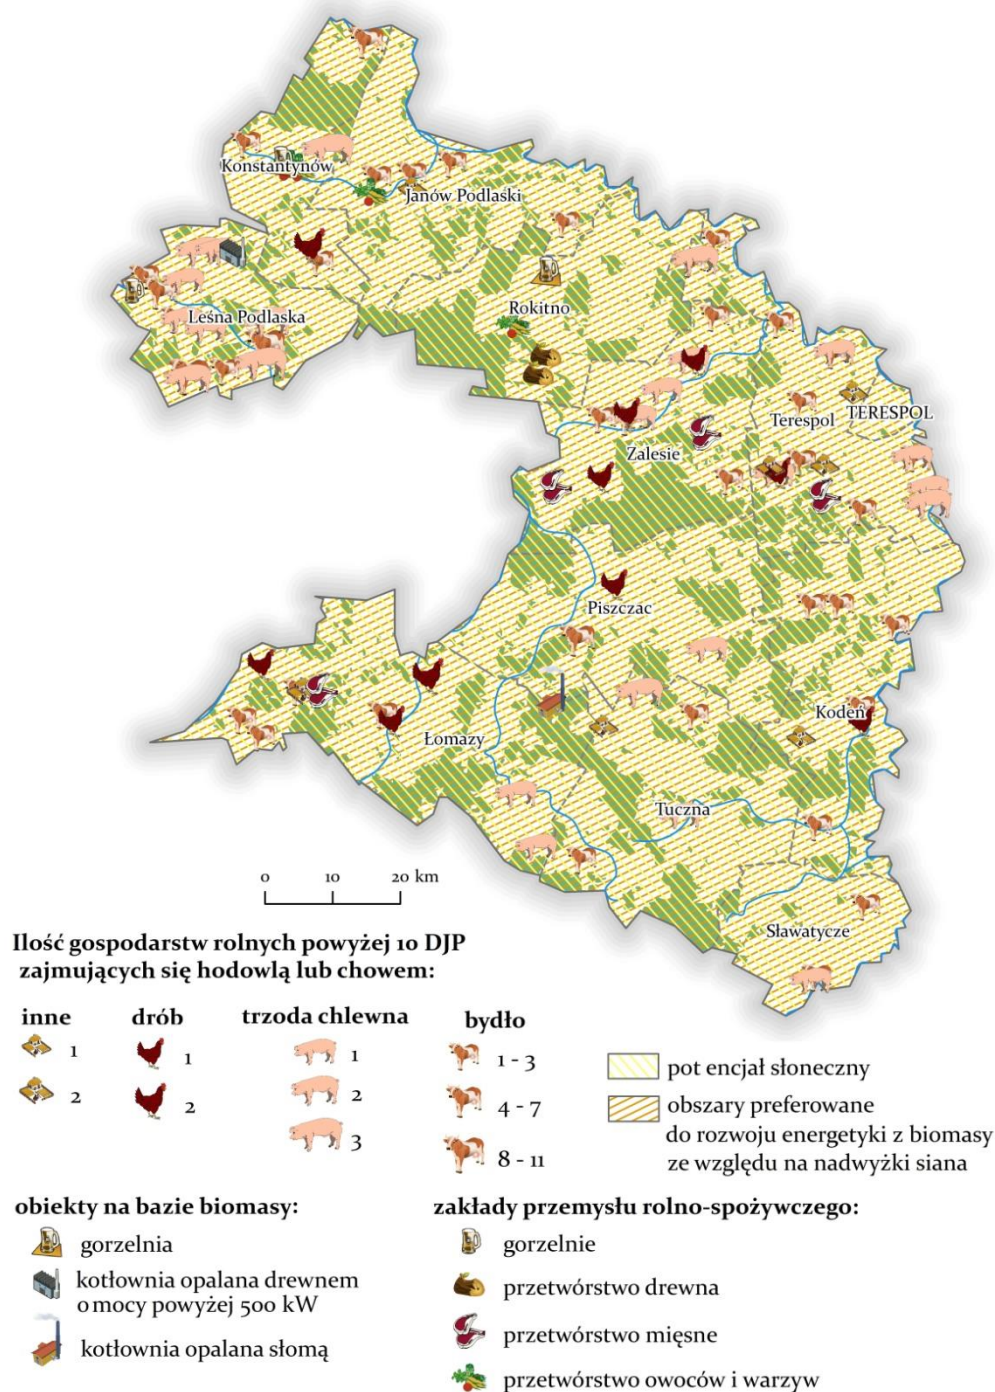 Konstantynów
Janów Podlaski
Leśna Podlaska
Rokitno
Terespol
TERESPOL
Zalesie
Piszczac
Kodeń
Łomazy
Tuczna
Sławatycze
0 10 20 km
Ilość gospodarstw rolnych powyżej 10 DJP
zajmujących się hodowlą lub chowem:
inne
1
2
drób
1
2
trzoda chlewna
1
2
3
bydło
1 - 3
4 - 7
8 - 11
pot encjał słoneczny
obszary preferowane
do rozwoju energetyki z biomasy
ze względu na nadwyżki siana
obiekty na bazie biomasy:
gorzelnia
kotłownia opalana drewnem
o mocy powyżej 500 kW
kotłownia opalana słomą
zakłady przemysłu rolno-spożywczego:
gorzelnie
przetwórstwo drewna
przetwórstwo mięsne
przetwórstwo owoców i warzyw